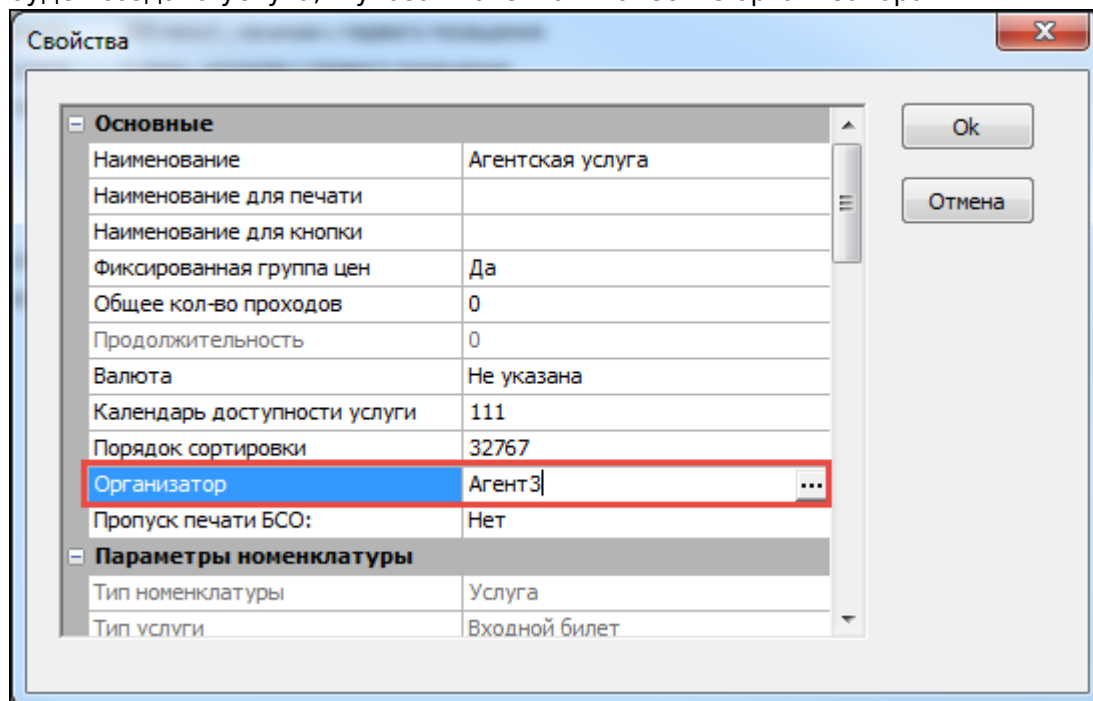 Свойства
Основные
Ok
Наименование Агентская услуга
Наименование для печати
Отмена
Наименование для кнопки
Фиксированная группа цен Да
Общее кол-во проходов 0
Продолжительность 0
Валюта Не указана
Календарь доступности услуги 111
Порядок сортировки 32767
Организатор Агент3 ...
Пропуск печати БСО: Нет
Параметры номенклатуры
Тип номенклатуры Услуга
Тип услуги Входной билет